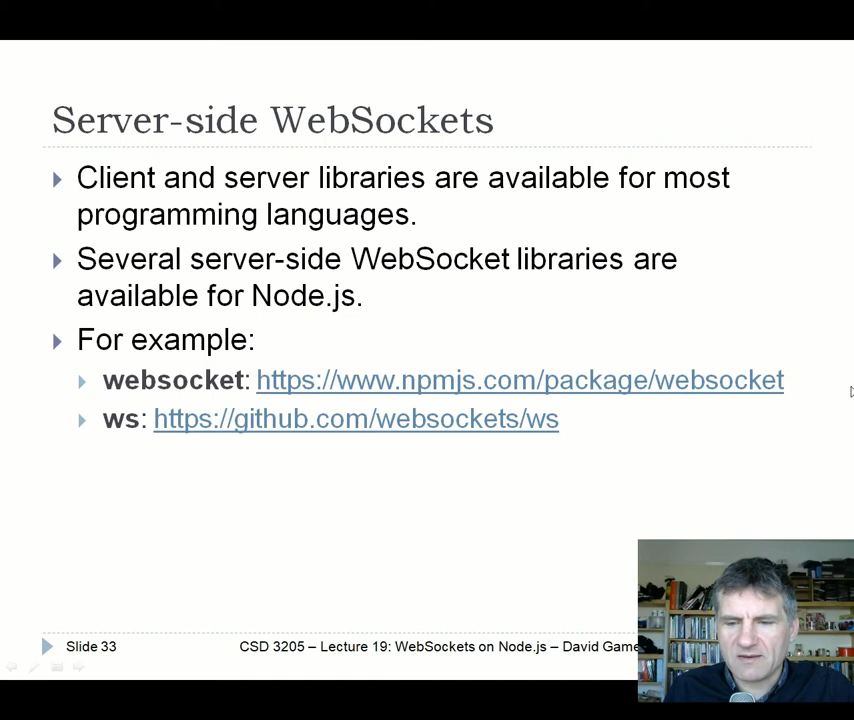 Server-side WebSockets
Client and server libraries are available for most
programming languages.
Several server-side WebSocket libraries are
available for Node.js.
For example:
websocket: https://www.npmjs.com/package/websocket
ws: https://github.com/websockets/ws
Slide 33
CSD 3205 – Lecture 19: WebSockets on Node.js – David Game